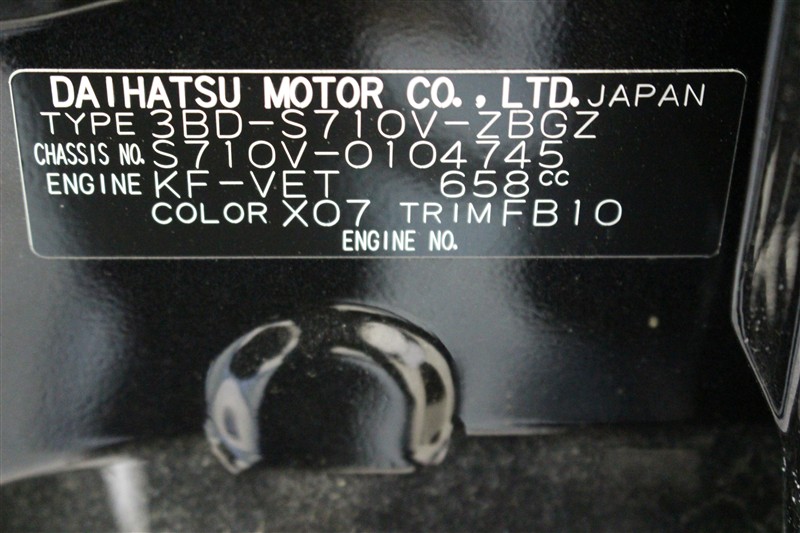 DAIHATSU MOTOR CO., LTD. JAPAN
TYPE 3BD-S710V-ZBGZ
CHASSIS NO. S710V-0104745
ENGINE KF-VET 658cc
COLOR X07 TRIM FB10
ENGINE NO.